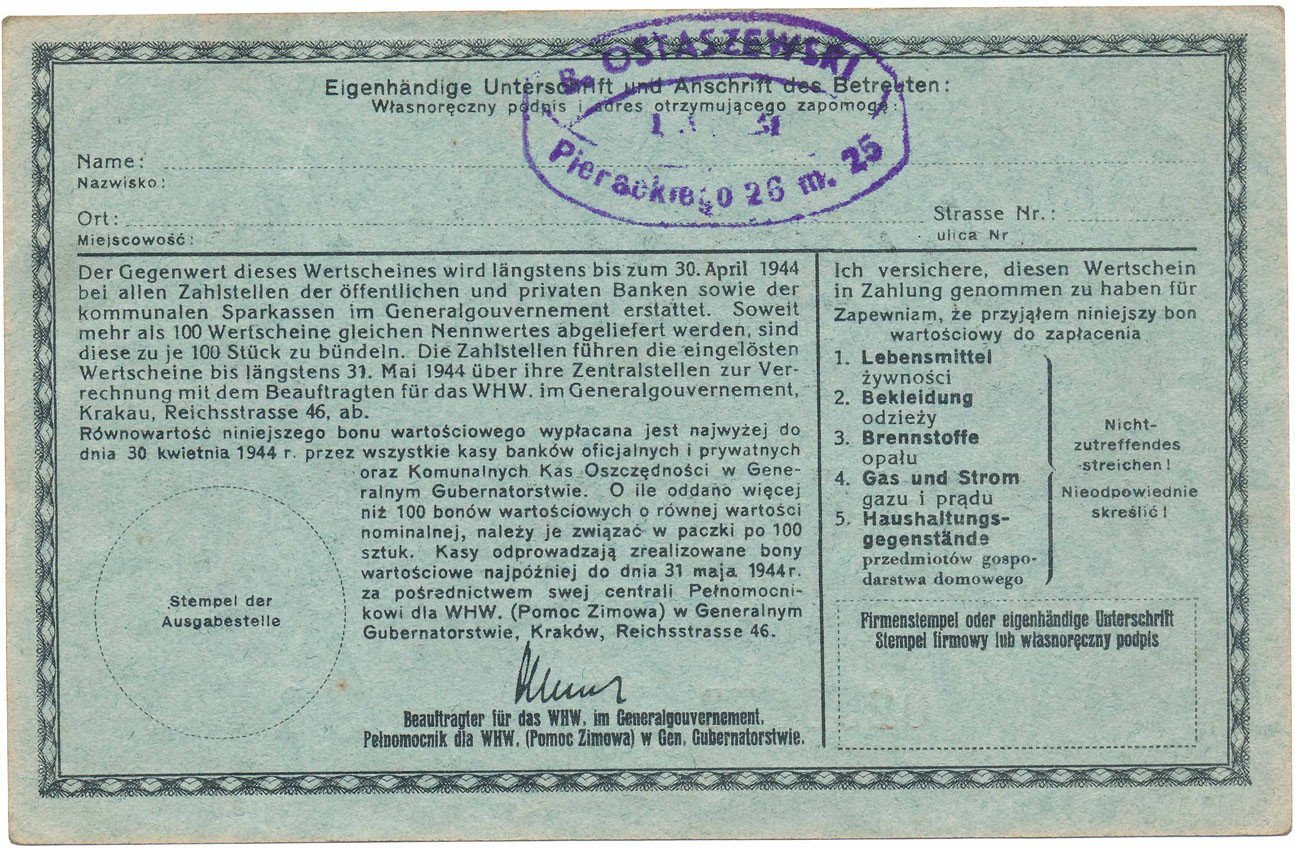 B. OSTASZEWSKI
Pierackiego 26 m. 25
Eigenhändige Unterschrift und Anschrift des Betreuten:
Własnoręczny podpis i adres otrzymującego zapomogę:
Name:
Nazwisko:
Ort:
Strasse Nr.:
Miejscowość:
ulica Nr
Der Gegenwert dieses Wertscheines wird längstens bis zum 30. April 1944
bei allen Zahlstellen der öffentlichen und privaten Banken sowie der
kommunalen Sparkassen im Generalgouvernement erstattet. Soweit
mehr als 100 Wertscheine gleichen Nennwertes abgeliefert werden, sind
diese zu je 100 Stück zu bündeln. Die Zahlstellen führen die eingelösten
Wertscheine bis längstens 31. Mai 1944 über ihre Zentralstellen zur Ver-
rechnung mit dem Beauftragten für das WHW. im Generalgouvernement,
Krakau, Reichsstrasse 46, ab.
Równowartość niniejszego bonu wartościowego wypłacana jest najwyżej do
dnia 30 kwietnia 1944 r. przez wszystkie kasy banków oficjalnych i prywatnych
oraz Komunalnych Kas Oszczędności w Gene-
ralnym Gubernatorstwie. O ile oddano więcej
niż 100 bonów wartościowych o równej wartości
nominalnej, należy je związać w paczki po 100
sztuk. Kasy odprowadzają zrealizowane bony
wartościowe najpóźniej do dnia 31 maja 1944 r.
za pośrednictwem swej centrali Pełnomocni-
kowi dla WHW. (Pomoc Zimowa) w Generalnym
Gubernatorstwie, Kraków, Reichsstrasse 46.
Stempel der
Ausgabestelle
Beauftragter für das WHW. im Generalgouvernement.
Pełnomocnik dla WHW. (Pomoc Zimowa) w Gen. Gubernatorstwie.
Ich versichere, diesen Wertschein
in Zahlung genommen zu haben für
Zapewniam, że przyjąłem niniejszy bon
wartościowy do zapłacenia
1. Lebensmittel
żywności
2. Bekleidung
odzieży
3. Brennstoffe
opału
4. Gas und Strom
gazu i prądu
5. Haushaltungs-
gegenstände
przedmiotów gospo-
darstwa domowego
Nicht-
zutreffendes
streichen!
Nieodpowiednie
skreślić!
Firmenstempel oder eigenhändige Unterschrift
Stempel firmowy lub własnoręczny podpis